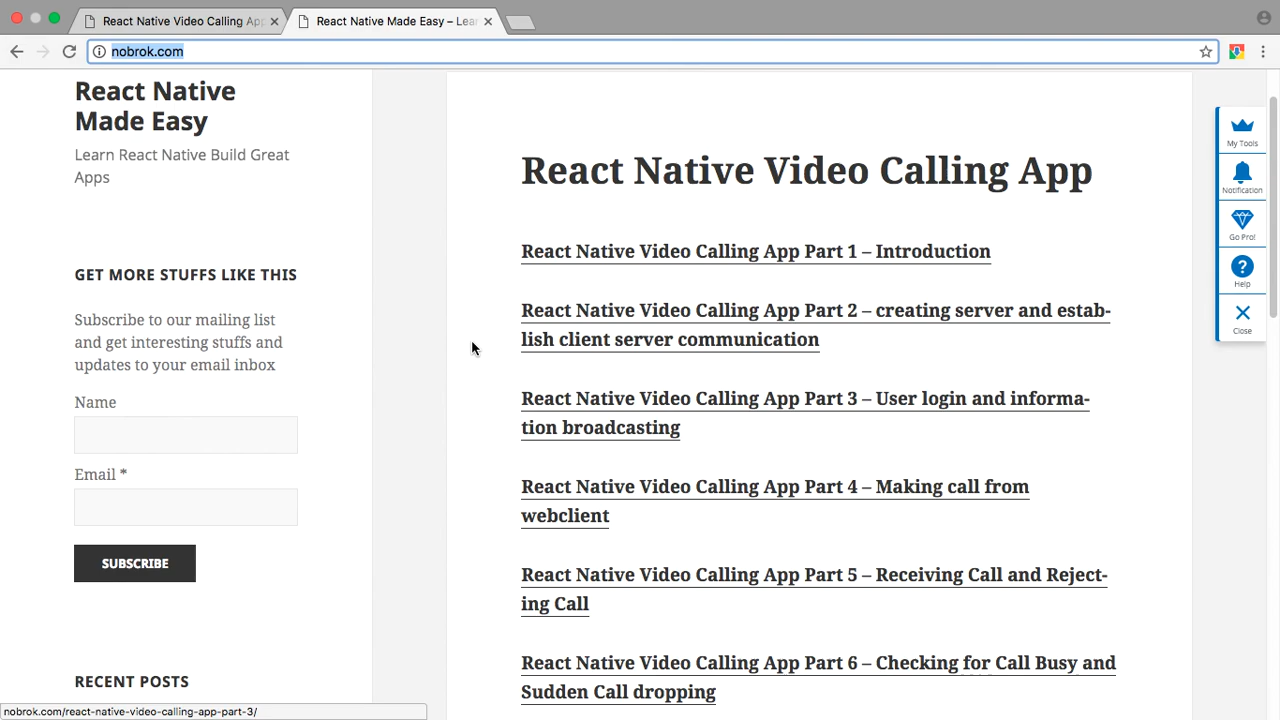 React Native Video Calling App
React Native Made Easy – Lea
nobrok.com
React Native
Made Easy
Learn React Native Build Great
Apps
GET MORE STUFFS LIKE THIS
Subscribe to our mailing list
and get interesting stuffs and
updates to your email inbox
Name
Email *
SUBSCRIBE
RECENT POSTS
React Native Video Calling App
React Native Video Calling App Part 1 – Introduction
React Native Video Calling App Part 2 – creating server and estab-
lish client server communication
React Native Video Calling App Part 3 – User login and informa-
tion broadcasting
React Native Video Calling App Part 4 – Making call from
webclient
React Native Video Calling App Part 5 – Receiving Call and Reject-
ing Call
React Native Video Calling App Part 6 – Checking for Call Busy and
Sudden Call dropping
My Tools
Notification
Go Pro!
?
Help
Close
nobrok.com/react-native-video-calling-app-part-3/